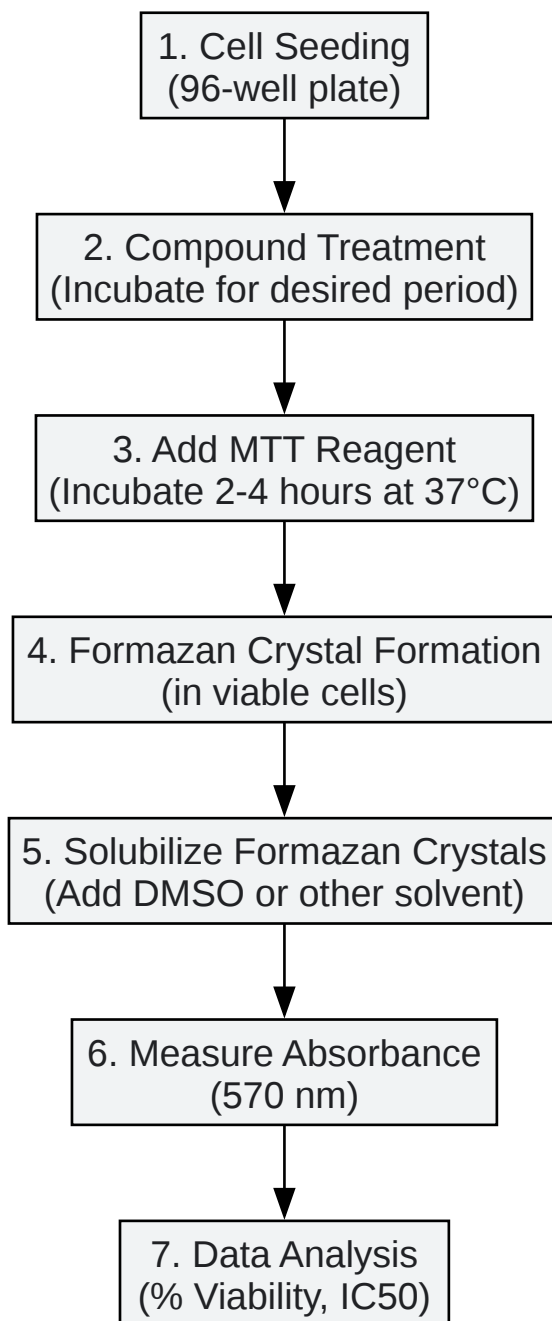 1. Cell Seeding
(96-well plate)
2. Compound Treatment
(Incubate for desired period)
3. Add MTT Reagent
(Incubate 2-4 hours at 37°C)
4. Formazan Crystal Formation
(in viable cells)
5. Solubilize Formazan Crystals
(Add DMSO or other solvent)
6. Measure Absorbance
(570 nm)
7. Data Analysis
(% Viability, IC50)